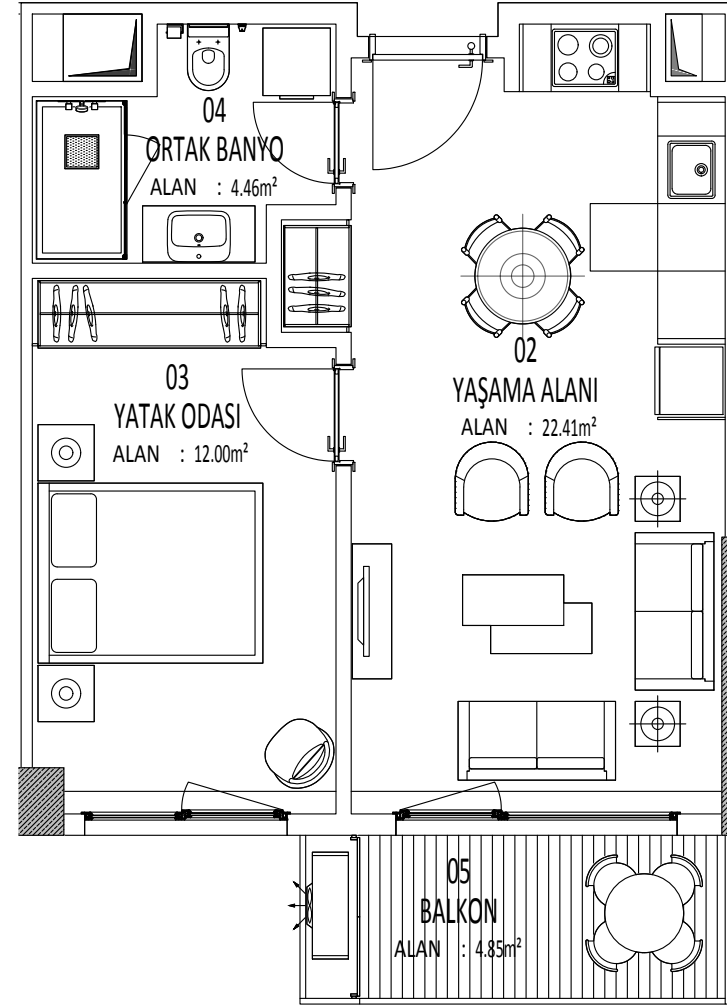 04
ORTAK BANYO
ALAN : 4.46m²
02
YAŞAMA ALANI
ALAN : 22.41m²
03
YATAK ODASI
ALAN : 12.00m²
05
BALKON
ALAN : 4.85m²